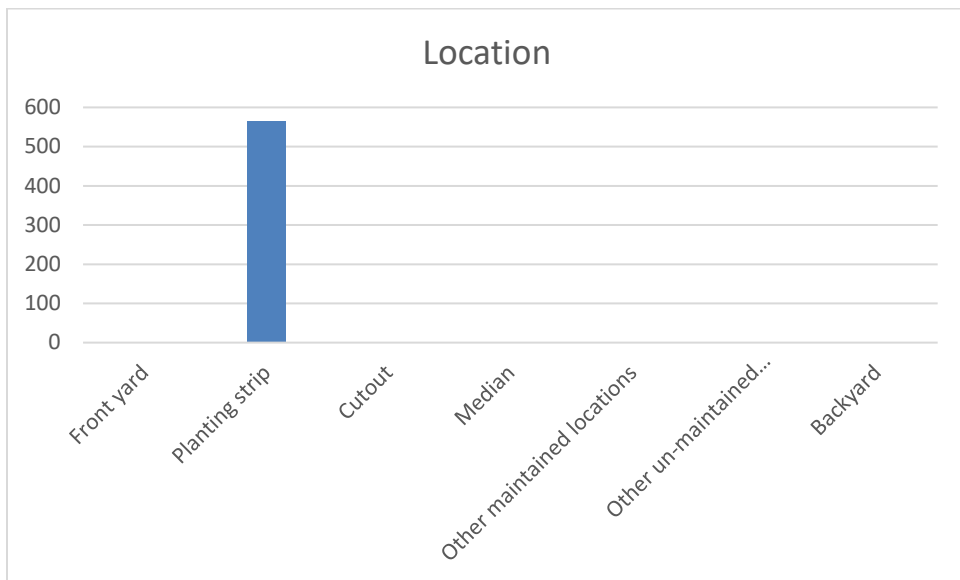 Location
600
500
400
300
200
100
0
Front yard
Planting strip
Cutout
Median
Other maintained locations
Other un-maintained...
Backyard